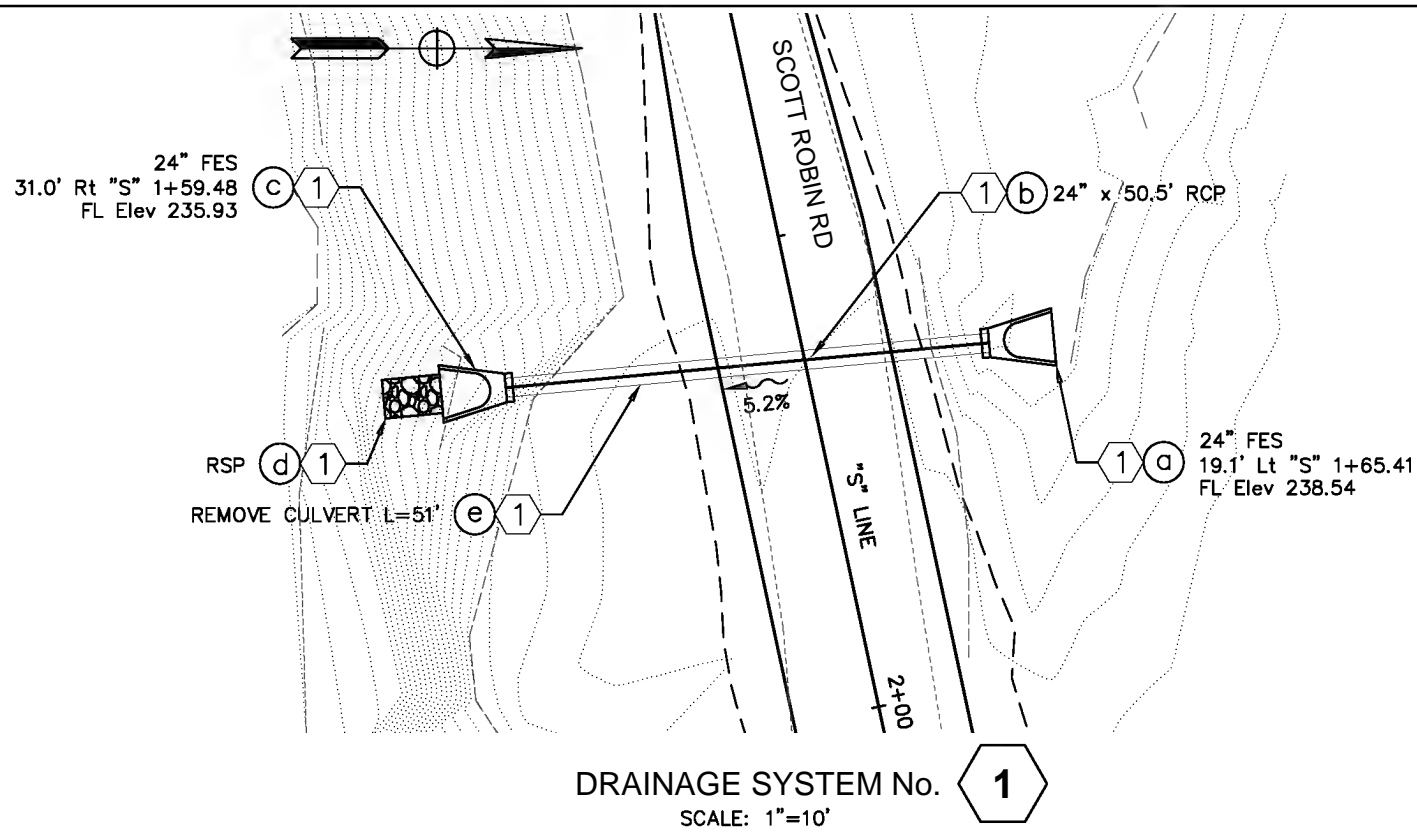 SCOTT ROBIN RD
24" FES
31.0' Rt "S" 1+59.48
FL Elev 235.93
c 1
1 b 24" x 50.5' RCP
5.2%
24" FES
1 a 19.1' Lt "S" 1+65.41
FL Elev 238.54
RSP d 1
REMOVE CULVERT L=51' e 1
"S" LINE
2+00
DRAINAGE SYSTEM No. 1
SCALE: 1"=10'